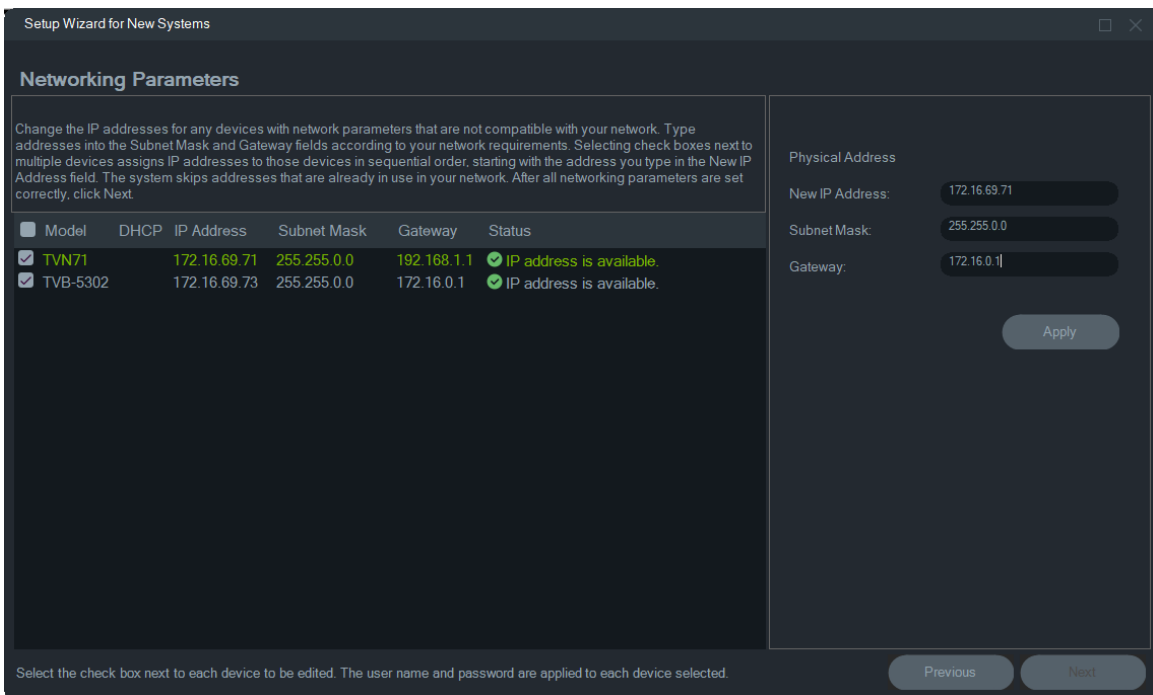 Setup Wizard for New Systems
Networking Parameters
Change the IP addresses for any devices with network parameters that are not compatible with your network. Type
addresses into the Subnet Mask and Gateway fields according to your network requirements. Selecting check boxes next to
multiple devices assigns IP addresses to those devices in sequential order, starting with the address you type in the New IP
Address field. The system skips addresses that are already in use in your network. After all networking parameters are set
correctly, click Next.
Model DHCP IP Address Subnet Mask Gateway Status
TVN71 172.16.69.71 255.255.0.0 192.168.1.1 IP address is available.
TVB-5302 172.16.69.73 255.255.0.0 172.16.0.1 IP address is available.
Physical Address
New IP Address: 172.16.69.71
Subnet Mask: 255.255.0.0
Gateway: 172.16.0.1
Apply
Select the check box next to each device to be edited. The user name and password are applied to each device selected.
Previous Next